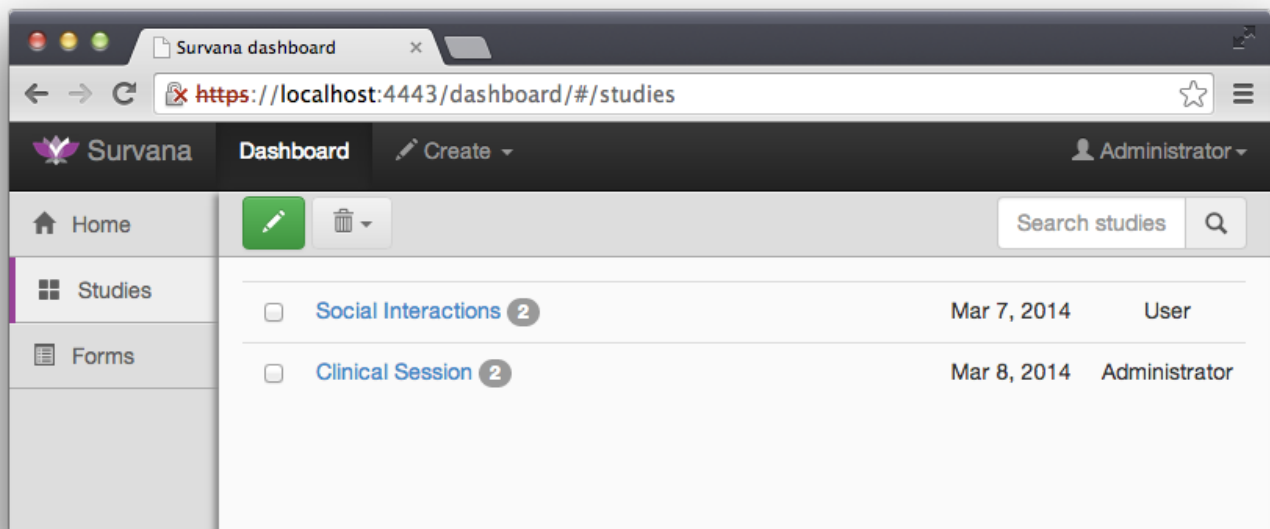 Survana dashboard
https://localhost:4443/dashboard/#/studies
Survana Dashboard Create Administrator
Home
Search studies
Studies
Social Interactions 2 Mar 7, 2014 User
Forms
Clinical Session 2 Mar 8, 2014 Administrator